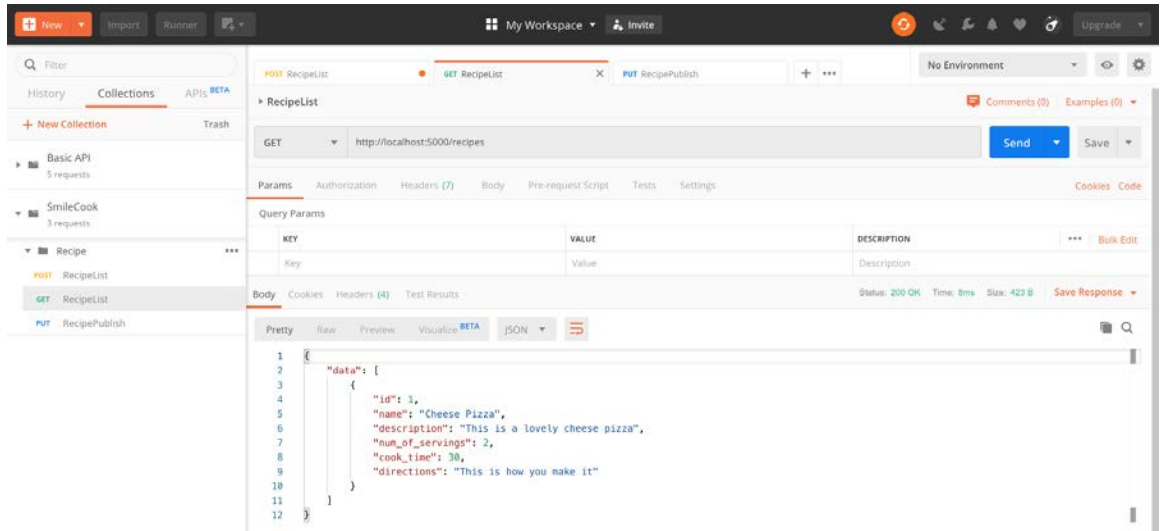 New Import Runner My Workspace Invite Upgrade
Filter
History Collections APIs BETA
+ New Collection Trash
Basic API
5 requests
SmileCook
3 requests
Recipe
POST RecipeList
GET RecipeList
PUT RecipePublish
POST RecipeList GET RecipeList X PUT RecipePublish + ••• No Environment
RecipeList Comments (0) Examples (0)
GET http://localhost:5000/recipes Send Save
Params Authorization Headers (7) Body Pre-request Script Tests Settings Cookies Code
Query Params
KEY VALUE DESCRIPTION ••• Bulk Edit
Key Value Description
Body Cookies Headers (4) Test Results Status: 200 OK Time: 8ms Size: 423 B Save Response
Pretty Raw Preview Visualize BETA JSON
1 {
2 "data": [
3 {
4 "id": 1,
5 "name": "Cheese Pizza",
6 "description": "This is a lovely cheese pizza",
7 "num_of_servings": 2,
8 "cook_time": 30,
9 "directions": "This is how you make it"
10 }
11 ]
12 }